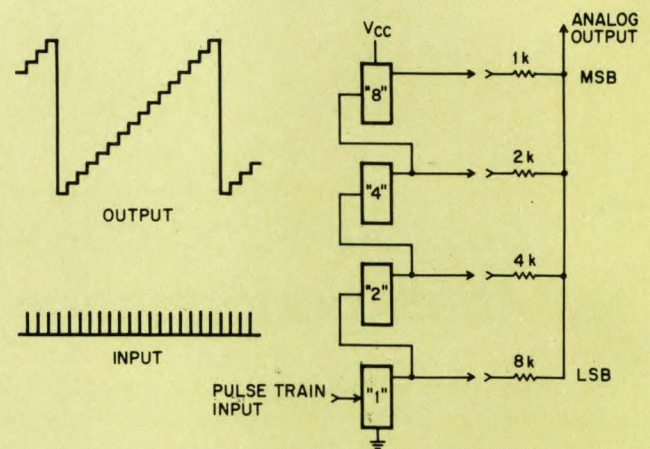 OUTPUT
INPUT
PULSE TRAIN
INPUT
VCC
"8"
"4"
"2"
"1"
1k
2k
4k
8k
ANALOG
OUTPUT
MSB
LSB